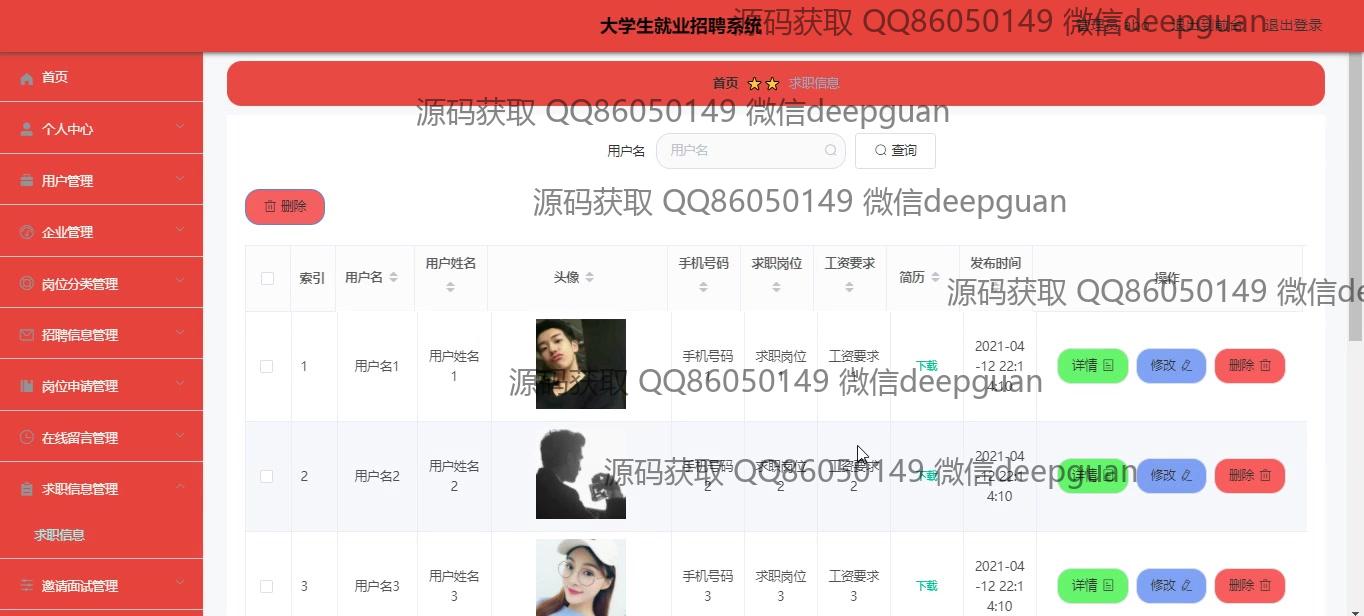 大学生就业招聘系统
退出登录
源码获取 QQ86050149 微信deepguan
首页
个人中心
用户管理
企业管理
岗位分类管理
招聘信息管理
岗位申请管理
在线留言管理
求职信息管理
求职信息
邀请面试管理
首页 ★★ 求职信息
源码获取 QQ86050149 微信deepguan
用户名 用户名 查询
源码获取 QQ86050149 微信deepguan
删除
索引 用户名 用户姓名 头像 手机号码 求职岗位 工资要求 简历 发布时间 操作
源码获取 QQ86050149 微信de
1 用户名1 用户姓名1 手机号码1 求职岗位1 工资要求1 下载 2021-04-12 22:14:10 详情 修改 删除
源码获取 QQ86050149 微信deepguan
2 用户名2 用户姓名2 手机号码2 求职岗位2 工资要求2 下载 2021-04-12 22:14:10 详情 修改 删除
源码获取 QQ86050149 微信deepguan
3 用户名3 用户姓名3 手机号码3 求职岗位3 工资要求3 下载 2021-04-12 22:14:10 详情 修改 删除